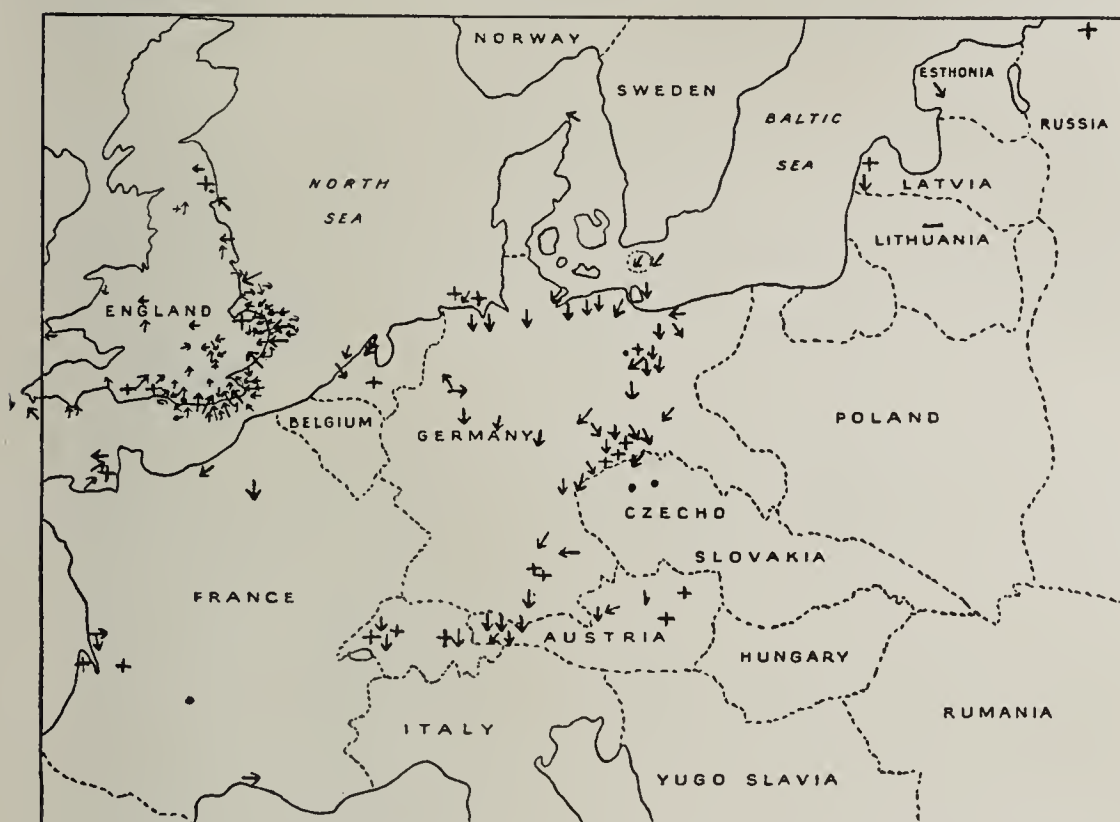 NORWAY
SWEDEN
ESTHONIA
BALTIC
SEA
RUSSIA
NORTH
SEA
LATVIA
LITHUANIA
ENGLAND
BELGIUM
GERMANY
POLAND
CZECHO
SLOVAKIA
FRANCE
AUSTRIA
HUNGARY
ITALY
RUMANIA
YUGO SLAVIA